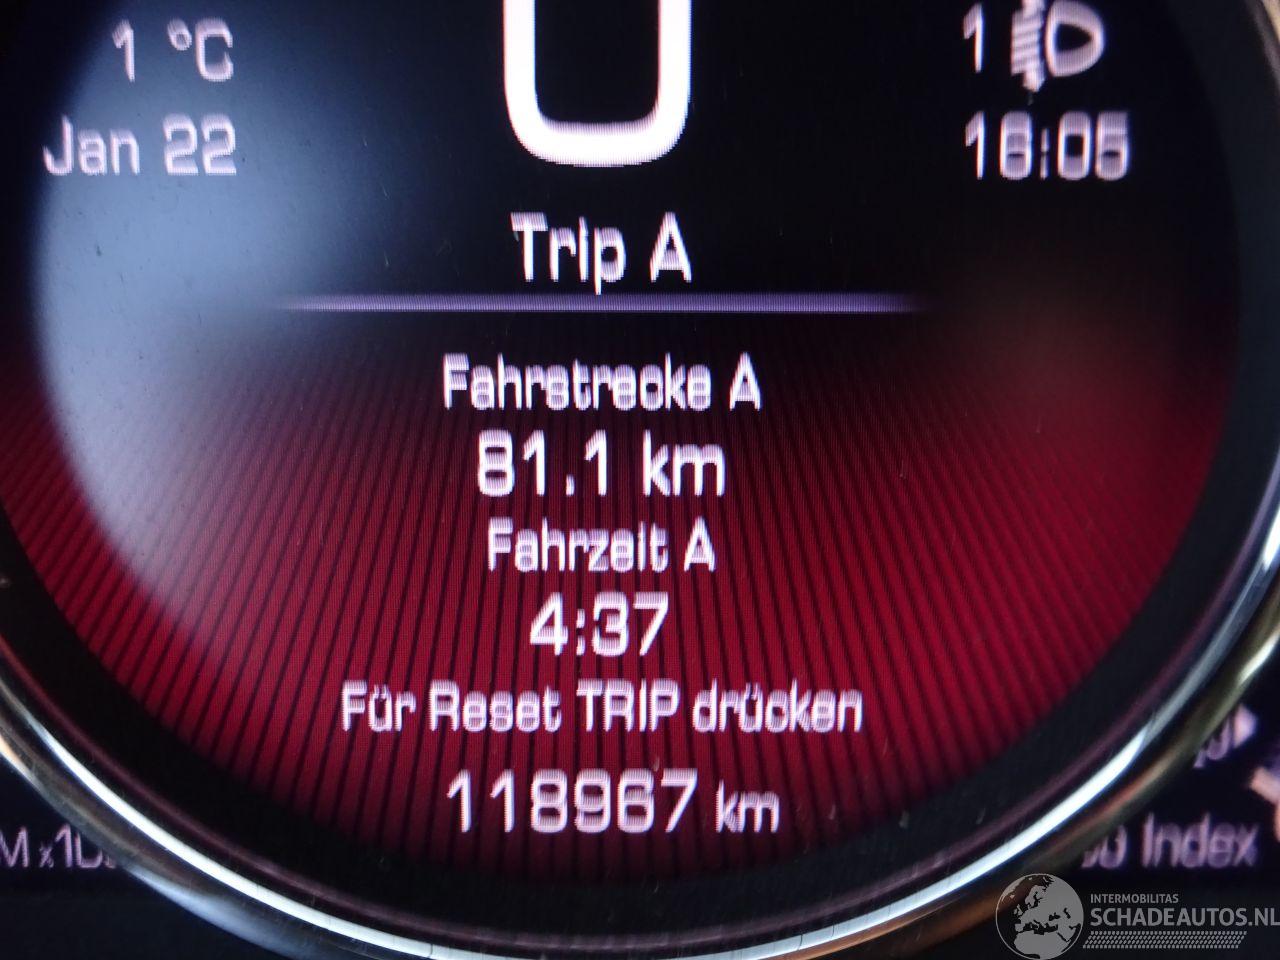 1 °C
0
1
Jan 22
16:05
Trip A
Fahrstrecke A
81.1 km
Fahrzeit A
4:37
Für Reset TRIP drücken
118967 km
Index
INTERMOBILITAS
SCHADEAUTOS.NL